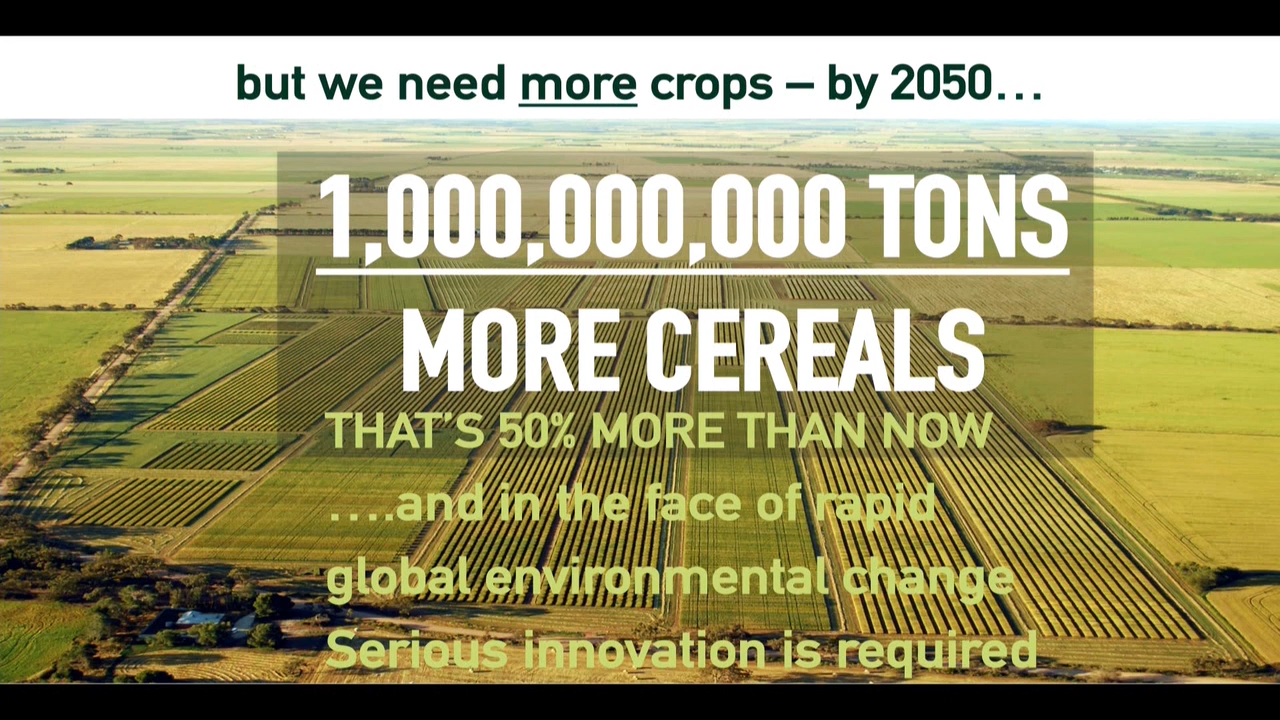 but we need more crops – by 2050…
1,000,000,000 TONS
MORE CEREALS
THAT’S 50% MORE THAN NOW
….and in the face of rapid
global environmental change
Serious innovation is required